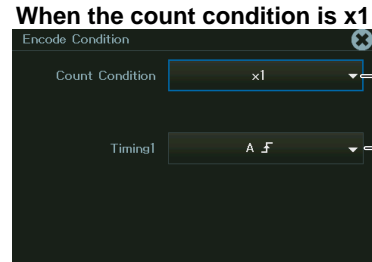 When the count condition is x1
Encode Condition
Count Condition x1
Timing1 A